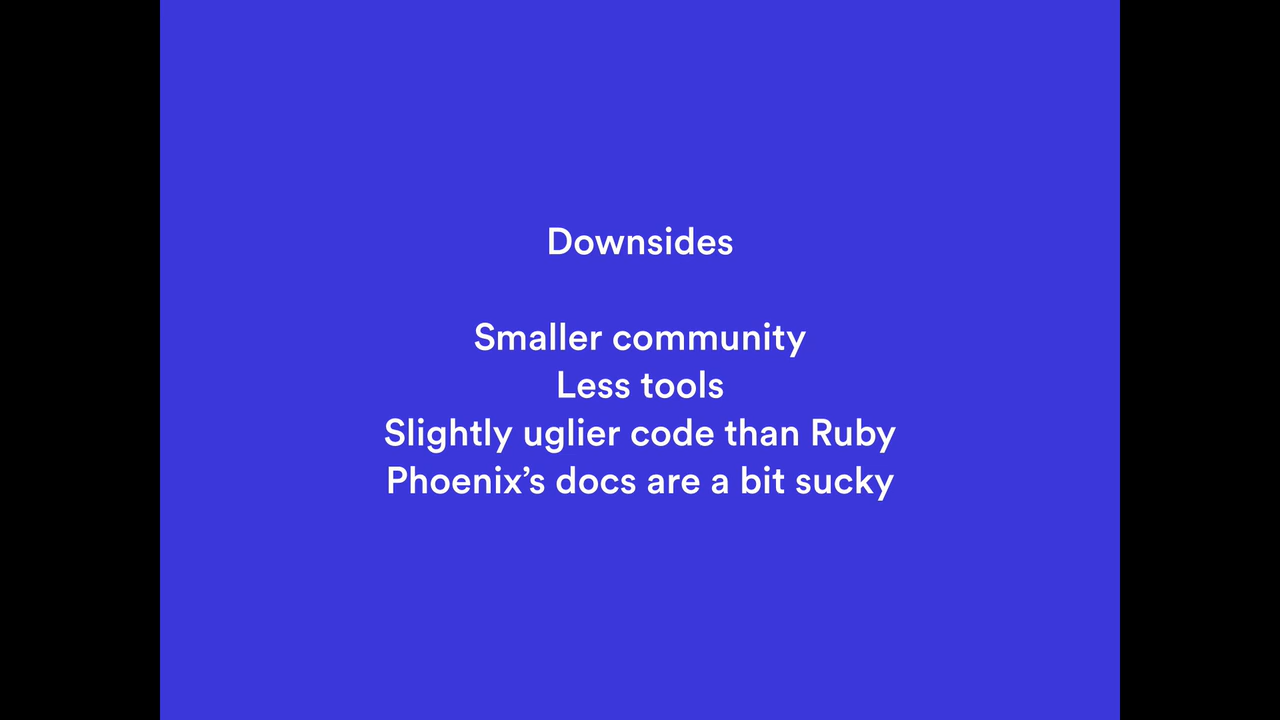 Downsides
Smaller community
Less tools
Slightly uglier code than Ruby
Phoenix’s docs are a bit sucky